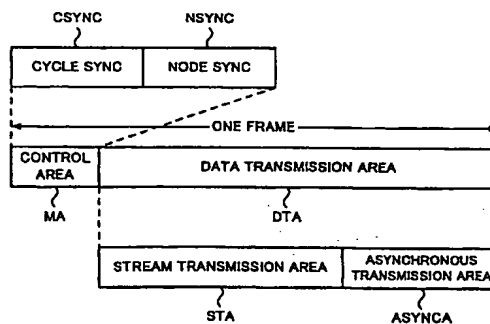 CSYNC NSYNC
CYCLE SYNC NODE SYNC
ONE FRAME
CONTROL AREA DATA TRANSMISSION AREA
MA DTA
STREAM TRANSMISSION AREA ASYNCHRONOUS TRANSMISSION AREA
STA ASYNCA